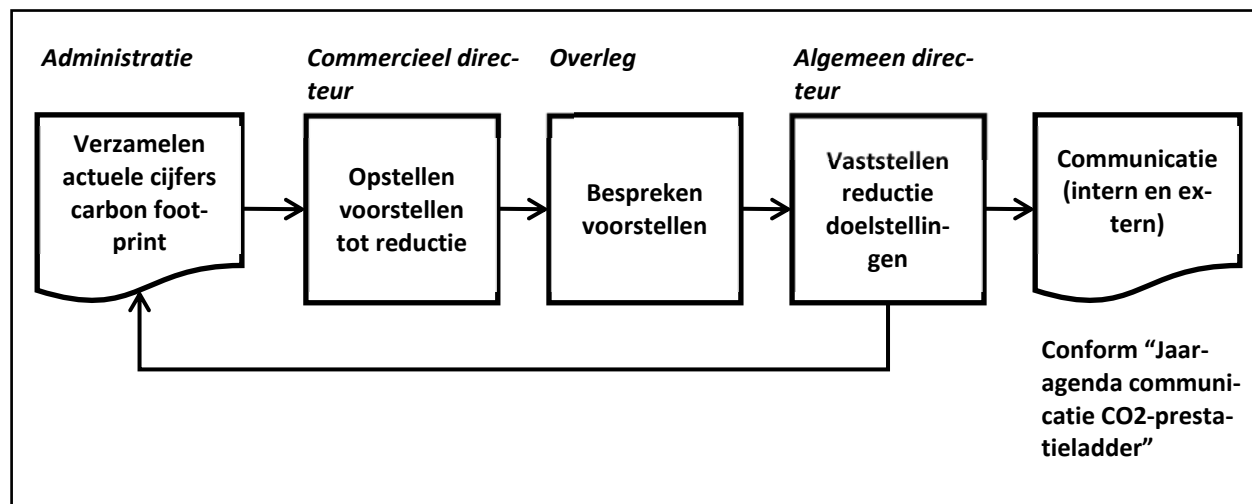 Administratie
Commercieel direc-
teur
Overleg
Algemeen direc-
teur
Verzamelen
actuele cijfers
carbon foot-
print
Opstellen
voorstellen
tot reductie
Bespreken
voorstellen
Vaststellen
reductie
doelstellin-
gen
Communicatie
(intern en ex-
tern)
Conform “Jaar-
agenda communi-
catie CO2-presta-
tieladder”